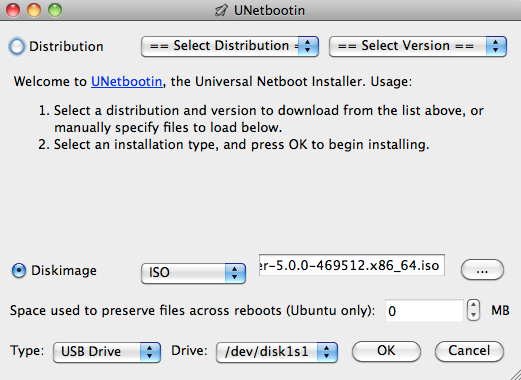 UNetbootin
Distribution == Select Distribution = == Select Version ==
Welcome to UNetbootin, the Universal Netboot Installer. Usage:
1. Select a distribution and version to download from the list above, or
manually specify files to load below.
2. Select an installation type, and press OK to begin installing.
Diskimage ISO er-5.0.0-469512.x86_64.iso ...
Space used to preserve files across reboots (Ubuntu only): 0 MB
Type: USB Drive Drive: /dev/disk1s1 OK Cancel